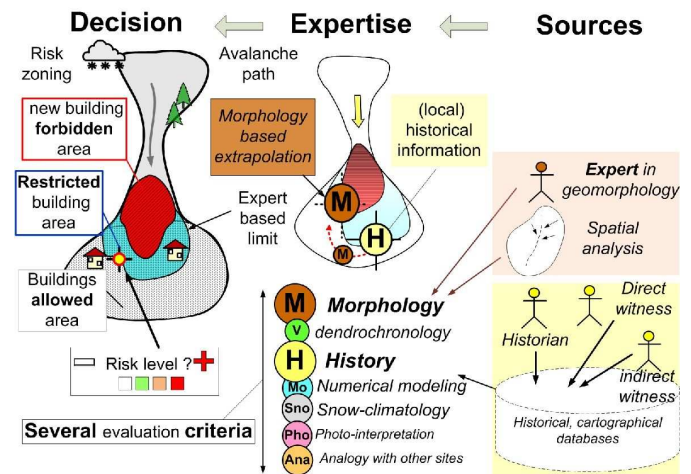 Decision
Expertise
Sources
Risk
zoning
Avalanche
path
new building
forbidden
area
Morphology
based
extrapolation
(local)
historical
information
Restricted
building
area
Expert
based
limit
M
H
M
Expert in
geomorphology
Spatial
analysis
Buildings
allowed
area
Risk level ?
Several evaluation criteria
M Morphology
V dendrochronology
H History
Mo Numerical modeling
Sno Snow-climatology
Pho Photo-interpretation
Ana Analogy with other sites
Direct
witness
Historian
indirect
witness
Historical, cartographical
databases